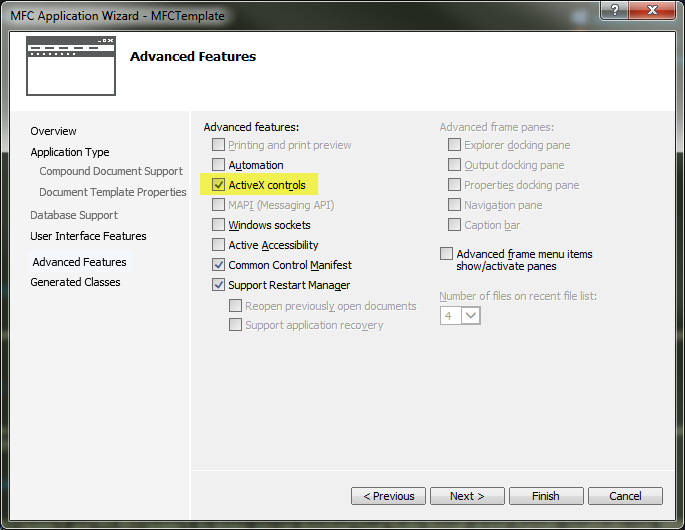 MFC Application Wizard - MFCTemplate
?
Advanced Features
Overview
Application Type
Compound Document Support
Document Template Properties
Database Support
User Interface Features
Advanced Features
Generated Classes
Advanced features:
Printing and print preview
Automation
ActiveX controls
MAPI (Messaging API)
Windows sockets
Active Accessibility
Common Control Manifest
Support Restart Manager
Reopen previously open documents
Support application recovery
Advanced frame panes:
Explorer docking pane
Output docking pane
Properties docking pane
Navigation pane
Caption bar
Advanced frame menu items
show/activate panes
Number of files on recent file list:
4
< Previous
Next >
Finish
Cancel